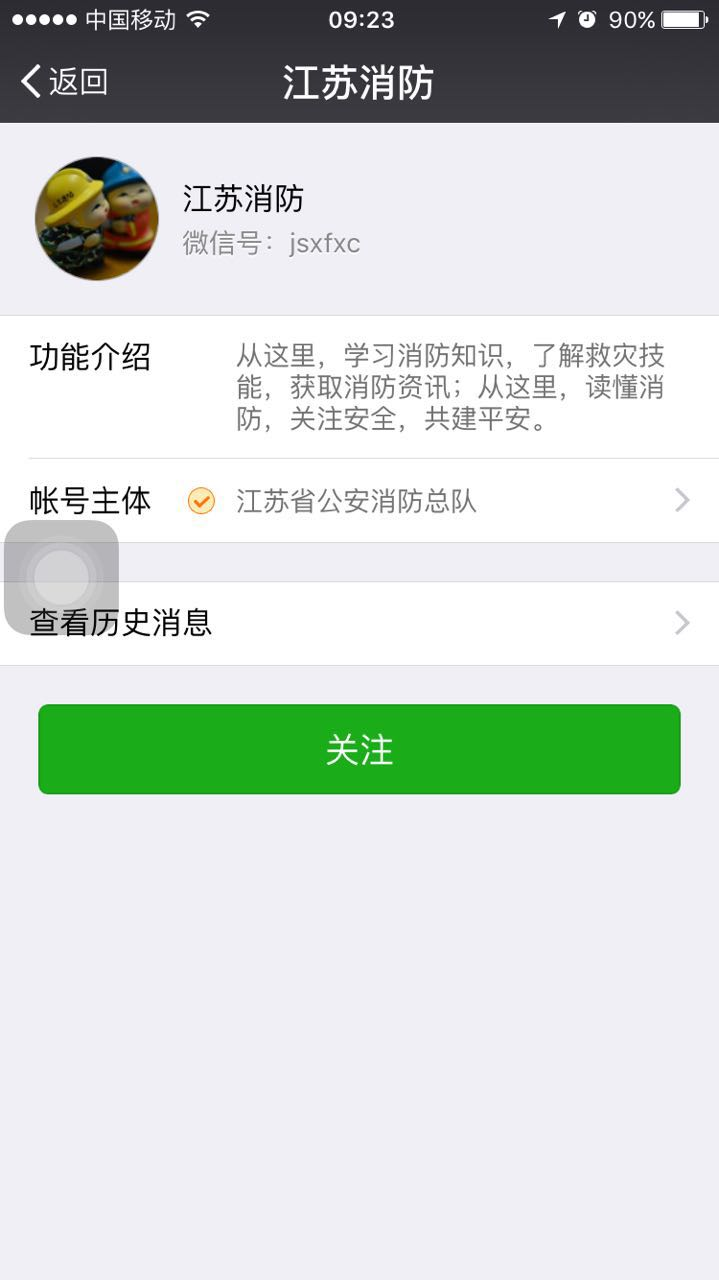 中国移动 09:23 90%
返回 江苏消防
江苏消防
微信号：jsxfxc
功能介绍
从这里，学习消防知识，了解救灾技
能，获取消防资讯；从这里，读懂消
防，关注安全，共建平安。
帐号主体 江苏省公安消防总队
查看历史消息
关注